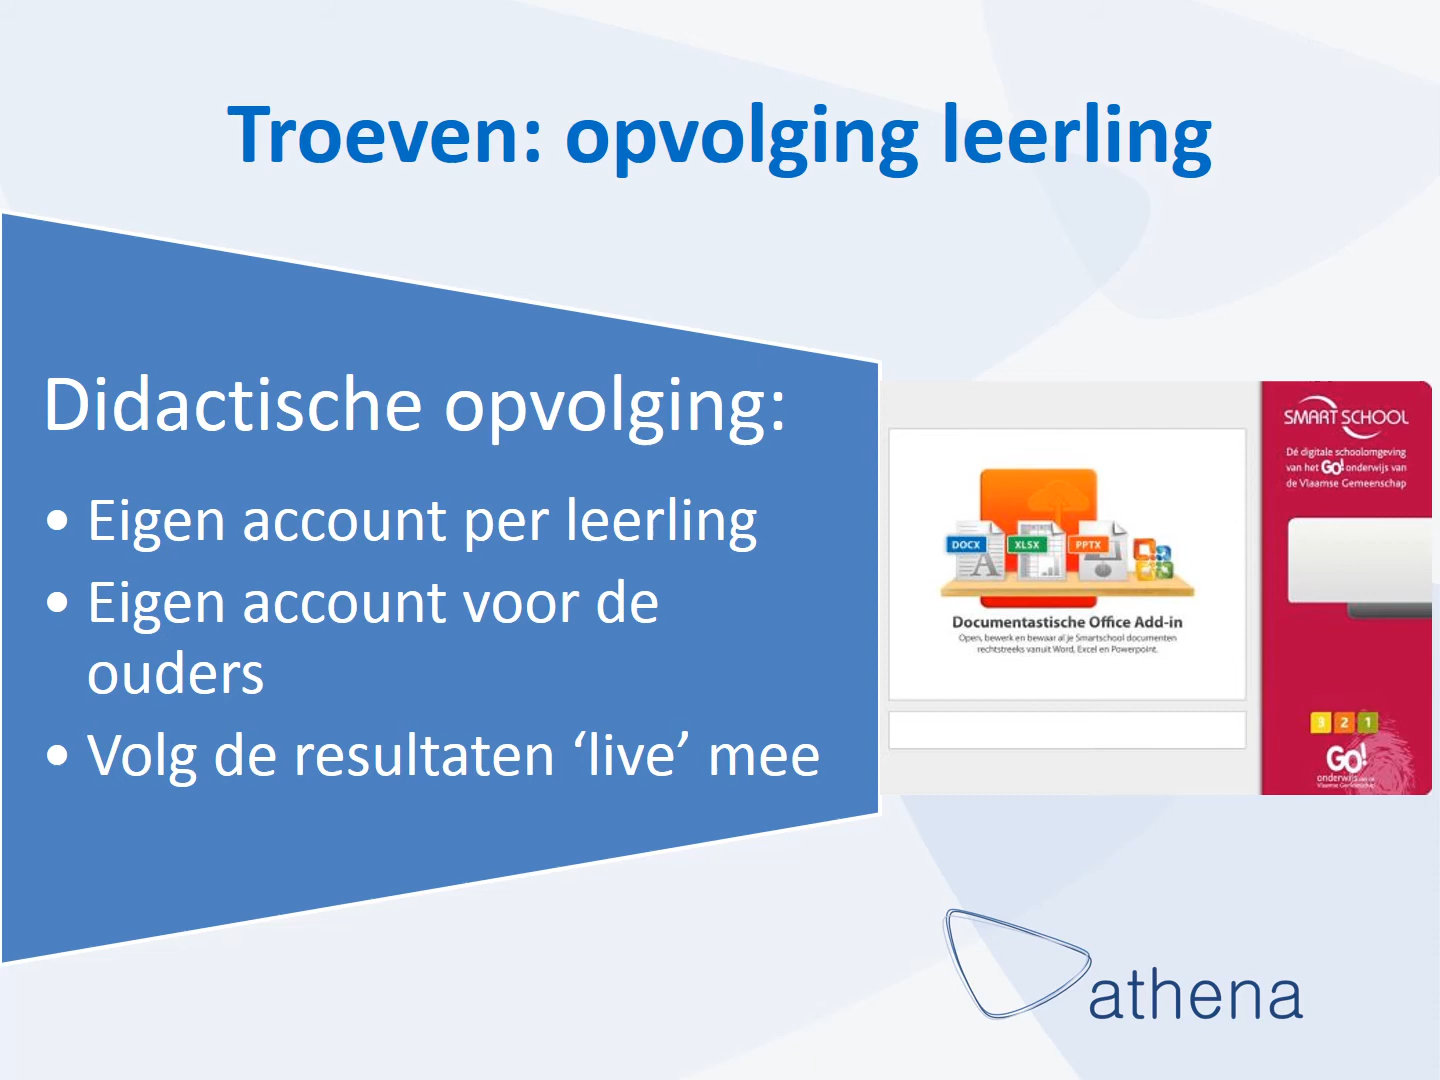 Troeven: opvolging leerling
Didactische opvolging:
• Eigen account per leerling
• Eigen account voor de
ouders
• Volg de resultaten ‘live’ mee
DOCX
XLSX
PPTX
A
Documentastische Office Add-in
Open, bewerk en bewaar al je Smartschool documenten
rechtstreeks vanuit Word, Excel en Powerpoint.
SMARTSCHOOL
Dé digitale schoolomgeving
van het GO! onderwijs van
de Vlaamse Gemeenschap
3 2 1
GO!
onderwijs van de
Vlaamse Gemeenschap
athena